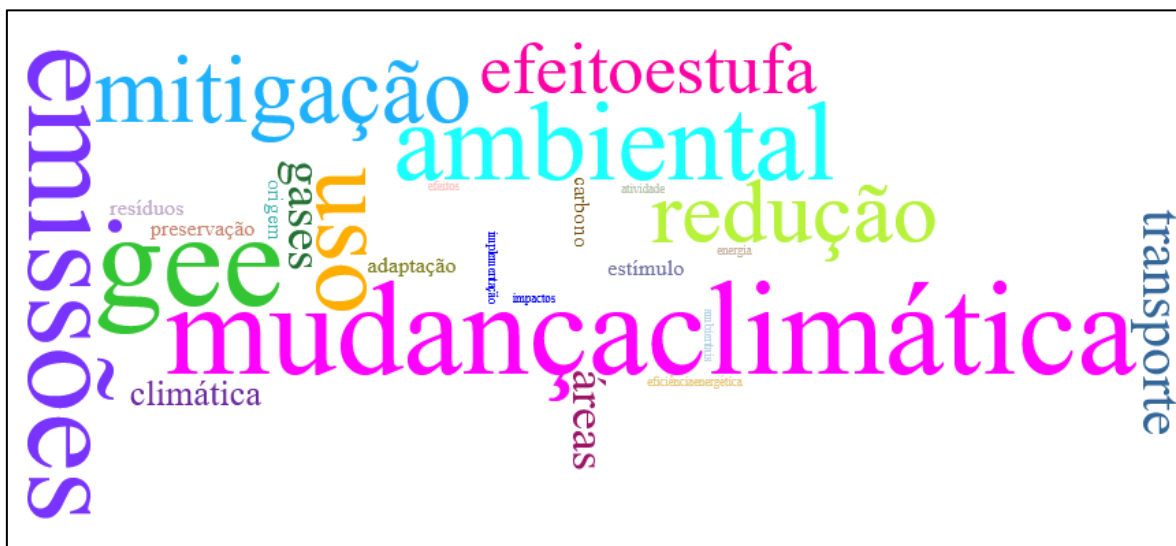 emissões
mitigação
efeitoestufa
ambiental
gases
origem
uso
efeitos
carbono
atividade
redução
resíduos
preservação
gee
adaptação
implementação
impactos
estímulo
energia
transporte
mudançaclimática
ambientais
climática
áreas
eficiênciaenergetica